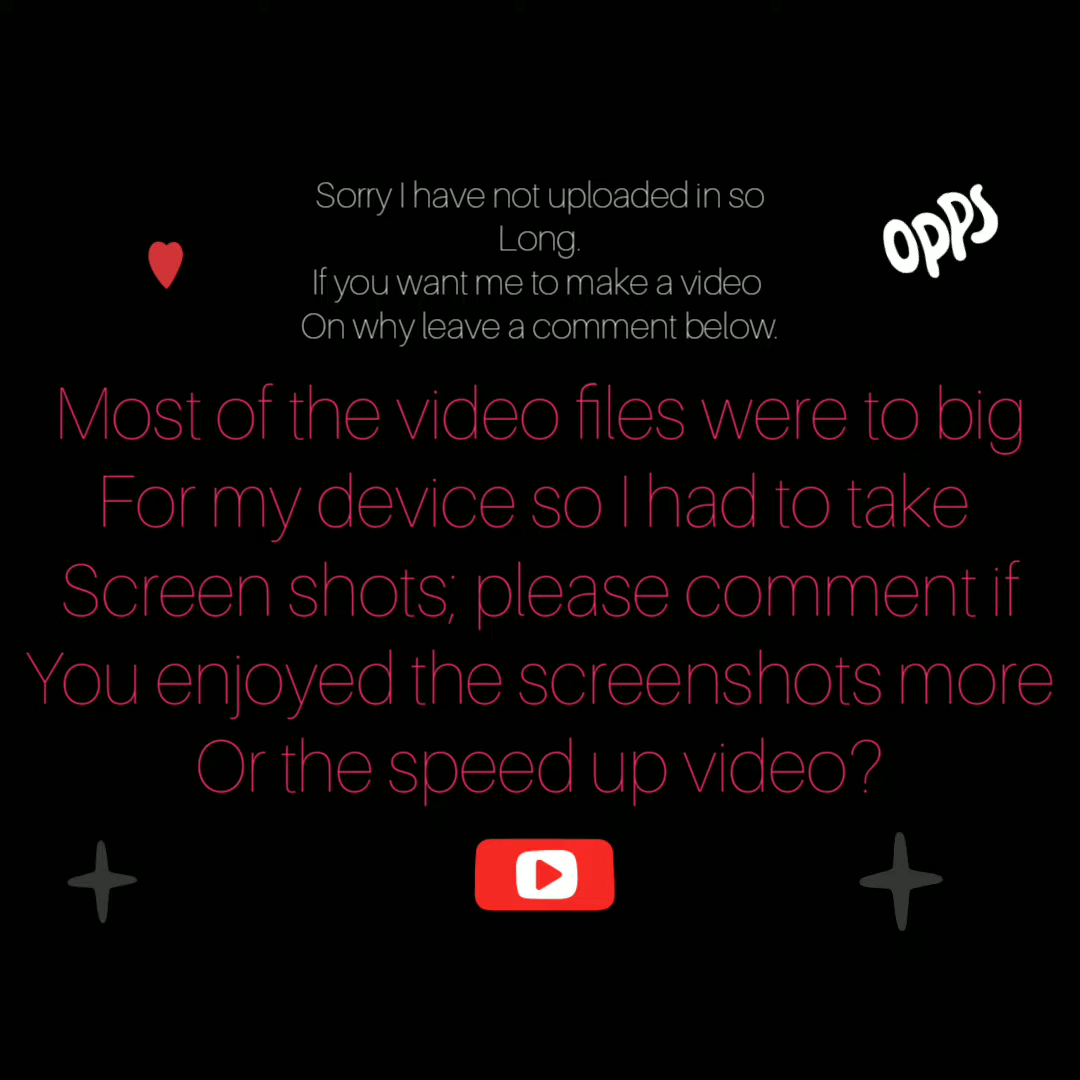 Sorry I have not uploaded in so
Long.
If you want me to make a video
On why leave a comment below.
OPPS
Most of the video files were to big
For my device so I had to take
Screen shots; please comment if
You enjoyed the screenshots more
Or the speed up video?